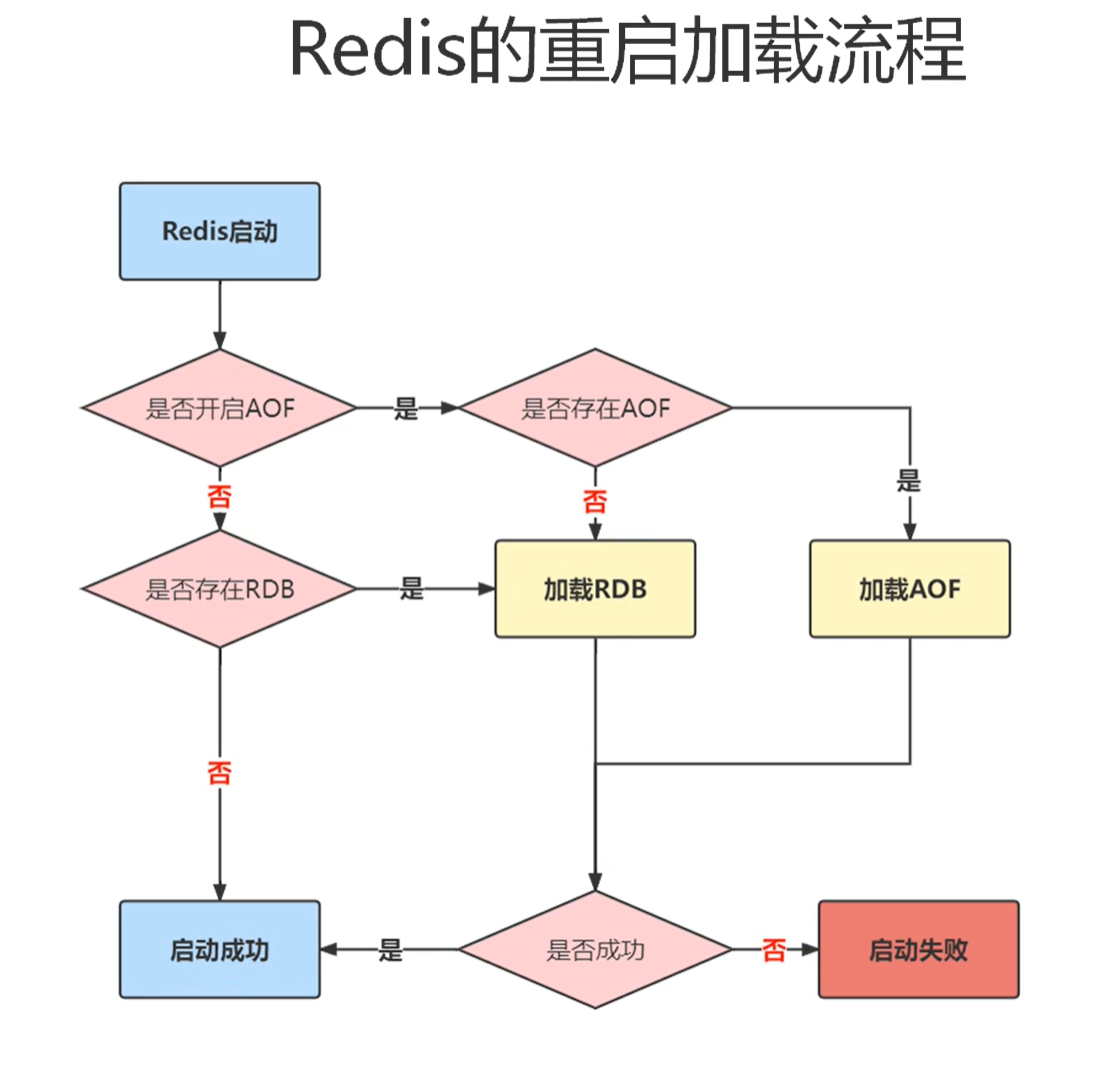 Redis的重启加载流程
Redis启动
是否开启AOF
是
是否存在AOF
是
否
否
是否存在RDB
是
加载RDB
加载AOF
否
启动成功
是
是否成功
否
启动失败